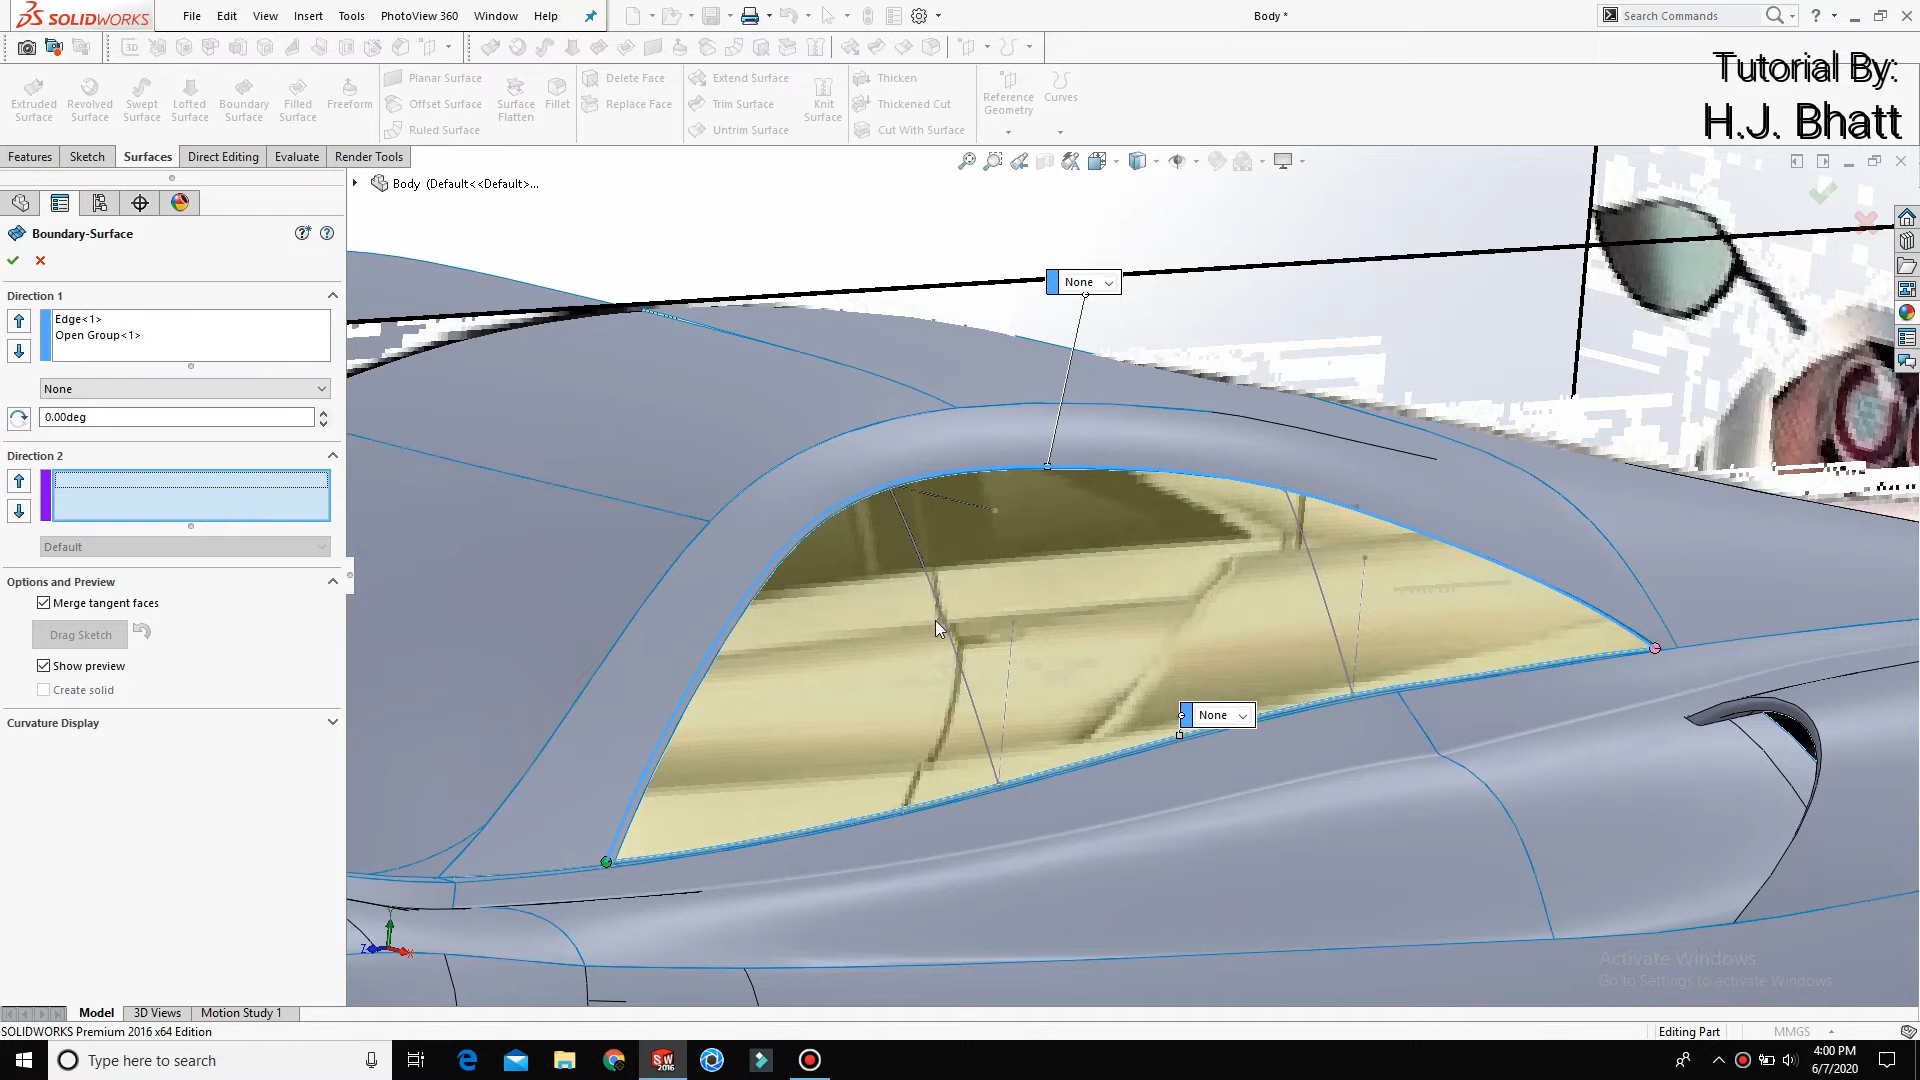 SOLIDWORKS
File Edit View Insert Tools PhotoView 360 Window Help
Body *
Search Commands
Tutorial By:
H.J. Bhatt
Extruded Surface
Revolved Surface
Swept Surface
Lofted Surface
Boundary Surface
Filled Surface
Freeform
Planar Surface
Offset Surface
Ruled Surface
Surface Flatten
Fillet
Delete Face
Replace Face
Extend Surface
Trim Surface
Untrim Surface
Knit Surface
Thicken
Thickened Cut
Cut With Surface
Reference Geometry
Curves
Features Sketch Surfaces Direct Editing Evaluate Render Tools
Body (Default<<Default>...
Boundary-Surface
Direction 1
Edge<1>
Open Group<1>
None
0.00deg
Direction 2
Default
Options and Preview
Merge tangent faces
Drag Sketch
Show preview
Create solid
Curvature Display
None
None
Y
Z
X
Activate Windows
Go to Settings to activate Windows.
Model 3D Views Motion Study 1
SOLIDWORKS Premium 2016 x64 Edition
Editing Part
MMGS
Type here to search
SW
2016
4:00 PM
6/7/2020